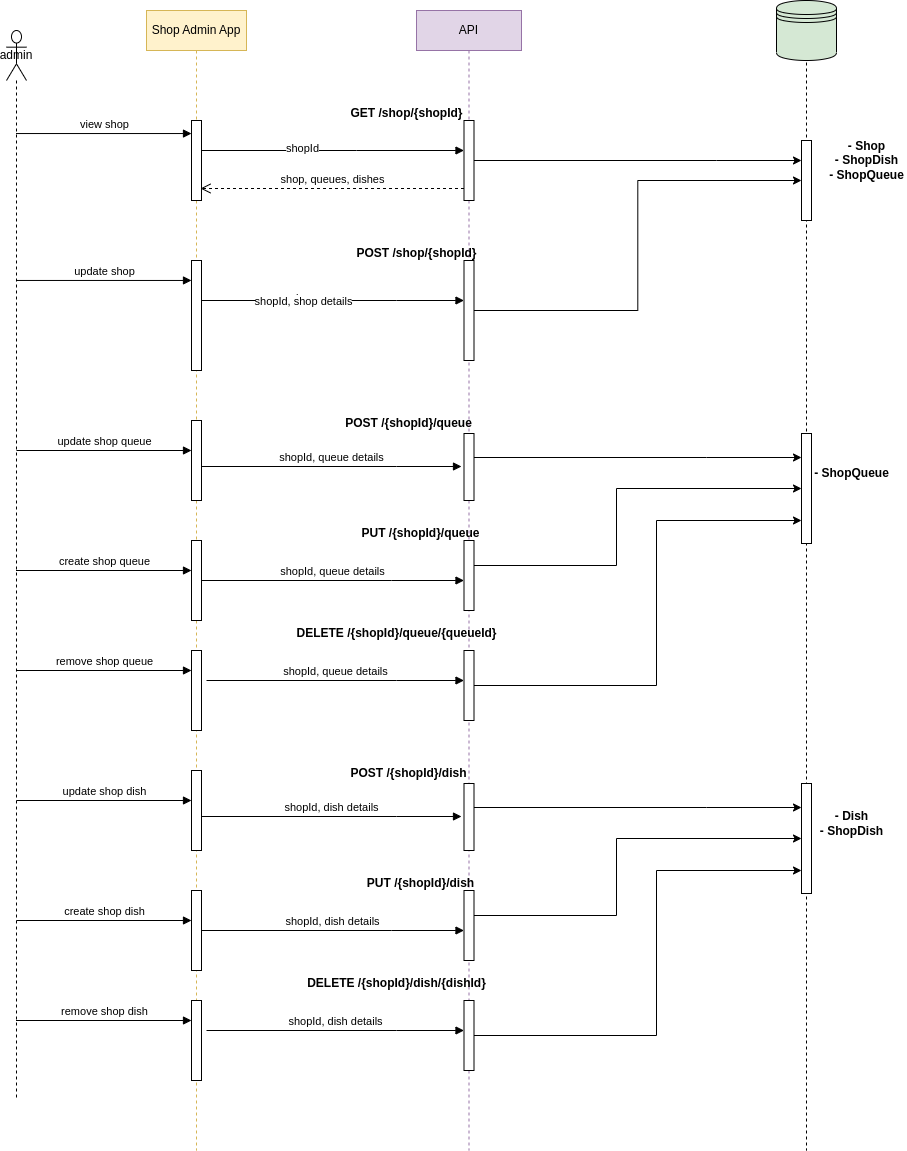 Shop Admin App
API
admin
GET /shop/{shopId}
view shop
shopId
shop, queues, dishes
- Shop
- ShopDish
- ShopQueue
POST /shop/{shopId}
update shop
shopId, shop details
POST /{shopId}/queue
update shop queue
shopId, queue details
- ShopQueue
PUT /{shopId}/queue
create shop queue
shopId, queue details
DELETE /{shopId}/queue/{queueId}
remove shop queue
shopId, queue details
POST /{shopId}/dish
update shop dish
shopId, dish details
- Dish
- ShopDish
PUT /{shopId}/dish
create shop dish
shopId, dish details
DELETE /{shopId}/dish/{dishId}
remove shop dish
shopId, dish details